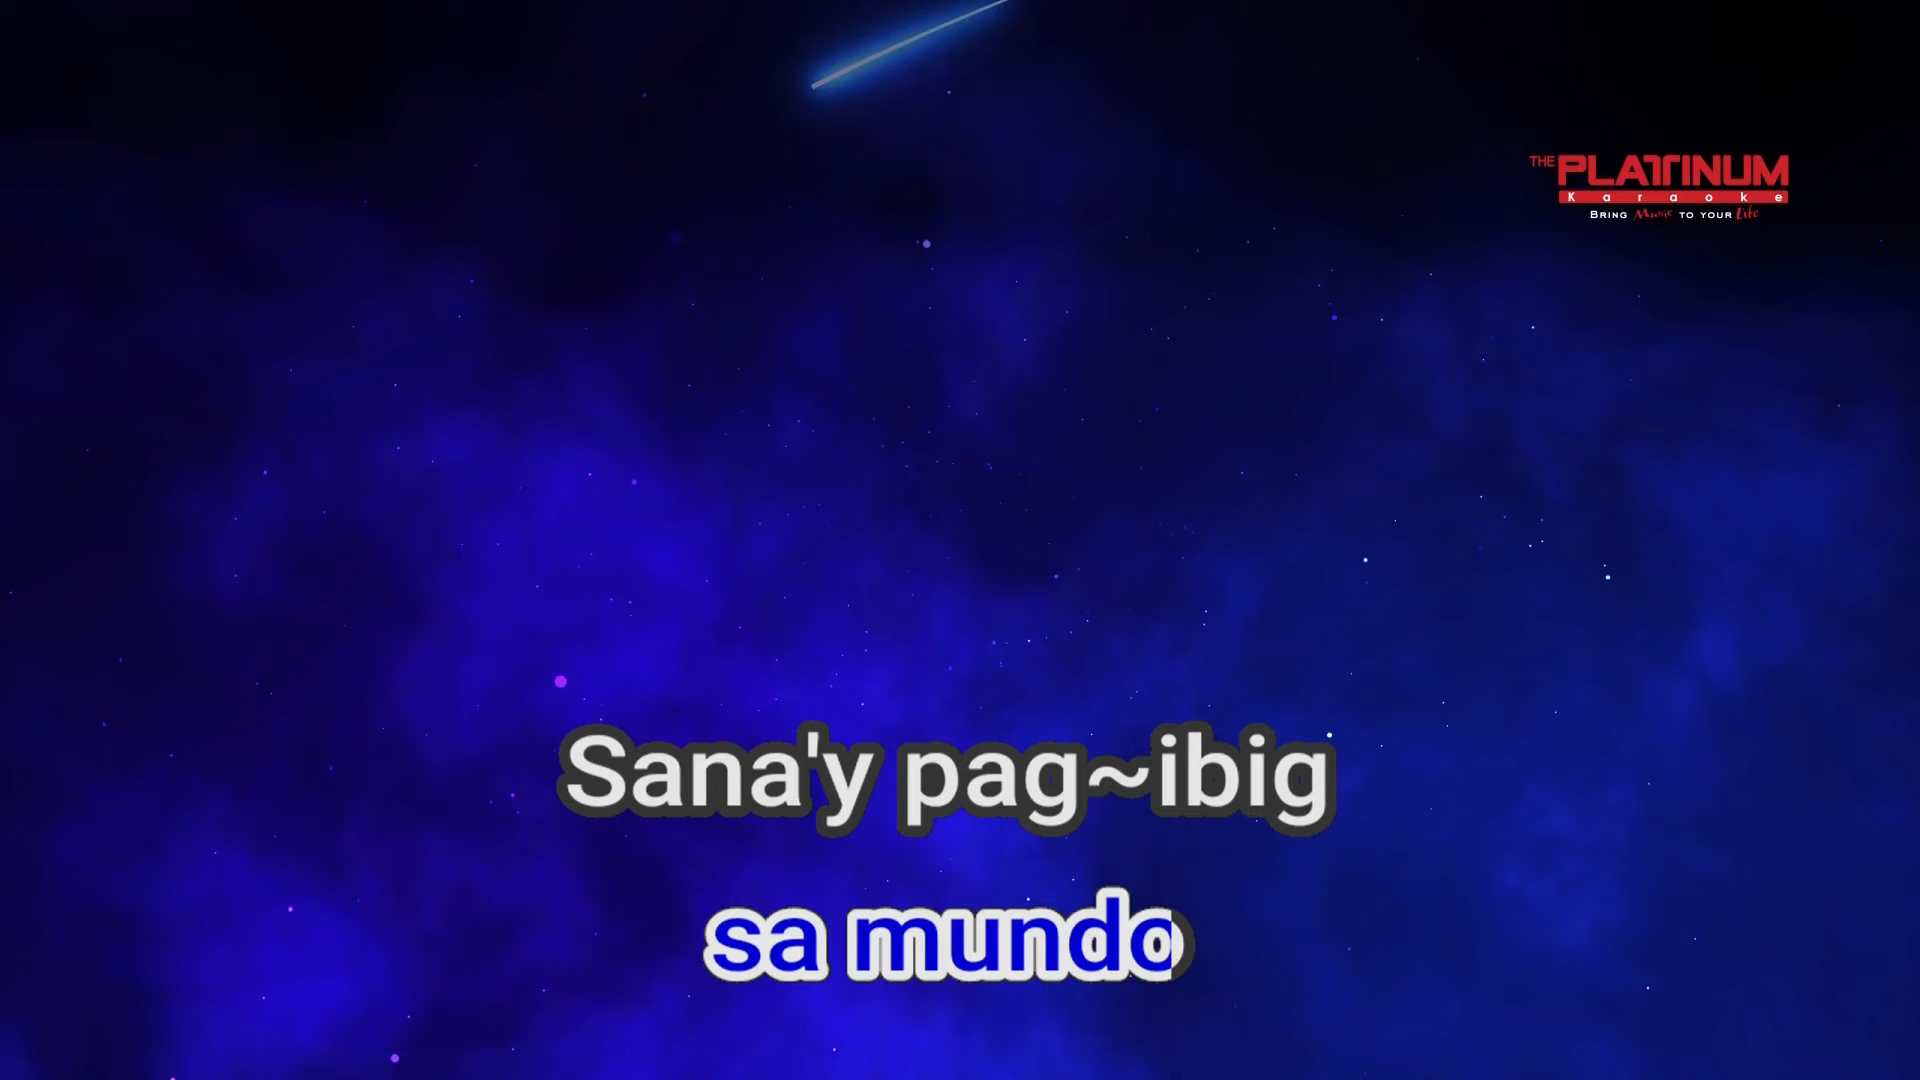 THE PLATINUM
Karaoke
BRING Music TO YOUR Life
Sana'y pag~ibig
sa mundo